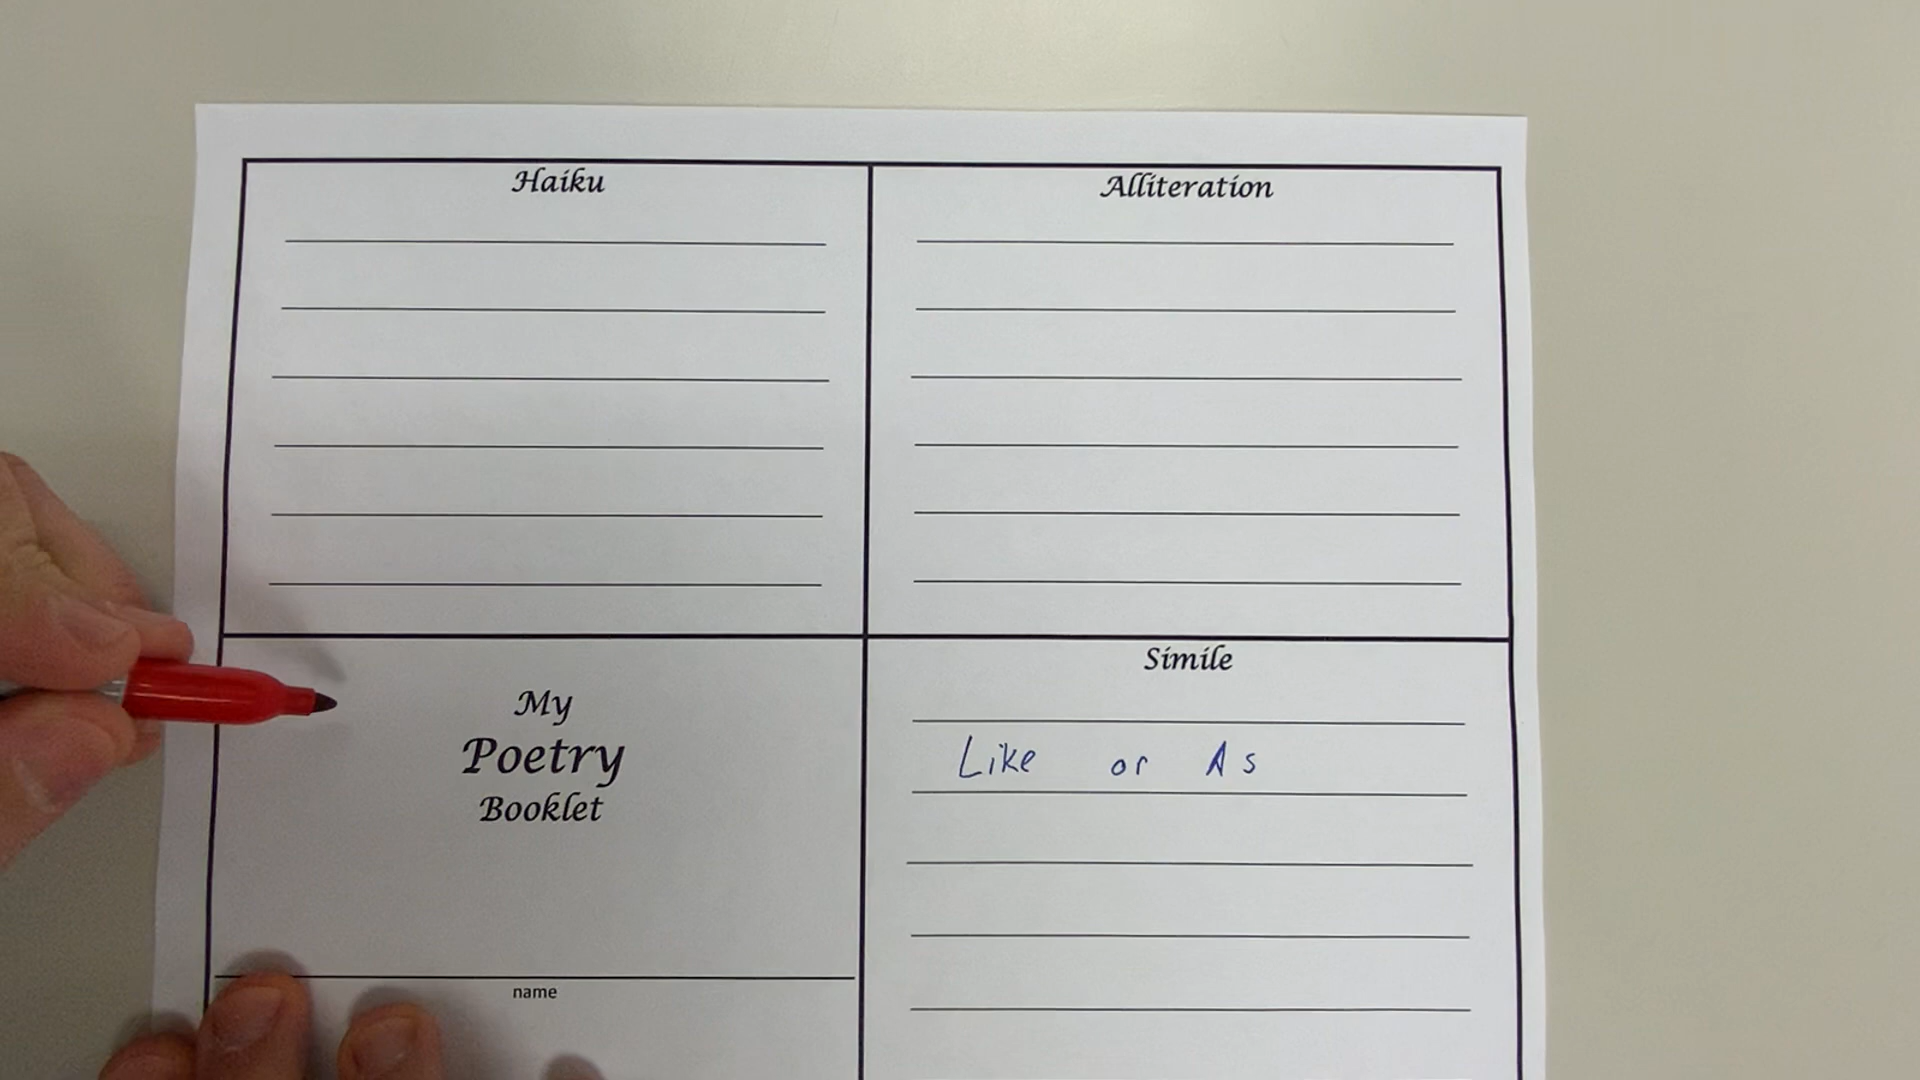 Haiku
Alliteration
My
Poetry
Booklet
name
Simile
Like or As